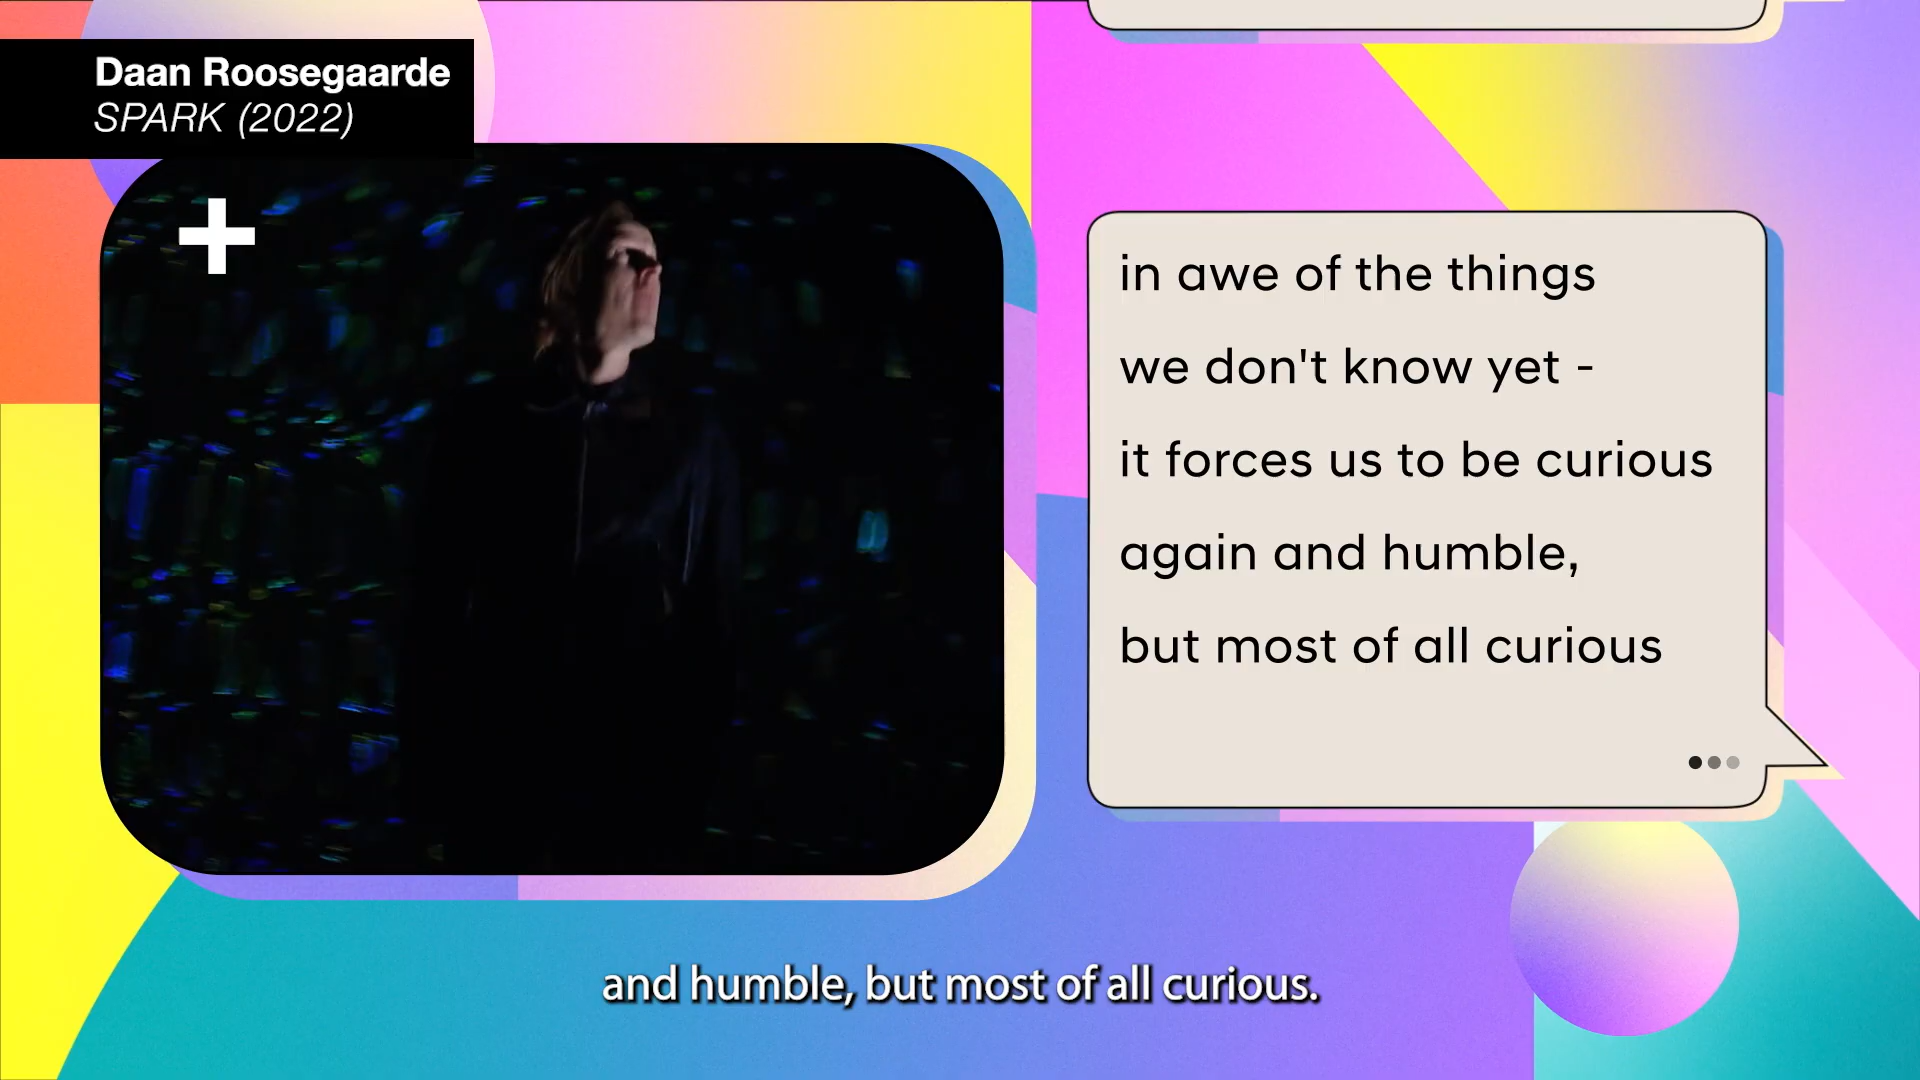 Daan Roosegaarde
SPARK (2022)
in awe of the things
we don't know yet -
it forces us to be curious
again and humble,
but most of all curious
and humble, but most of all curious.